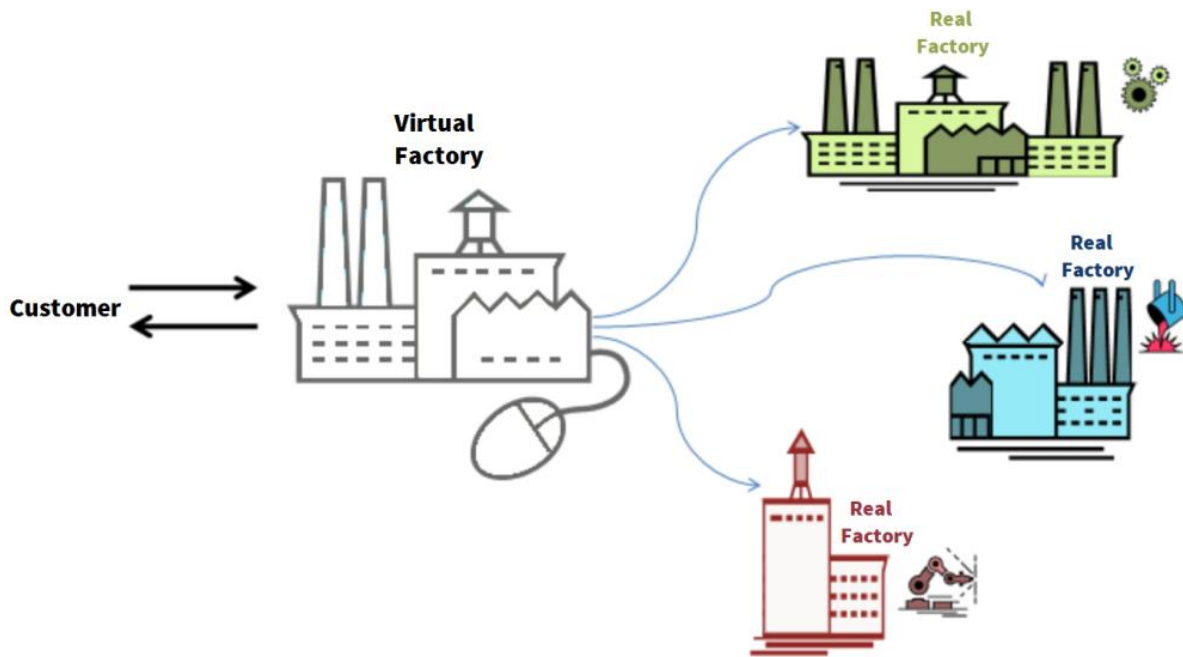 Real
Factory
Virtual
Factory
Real
Factory
Customer
Real
Factory